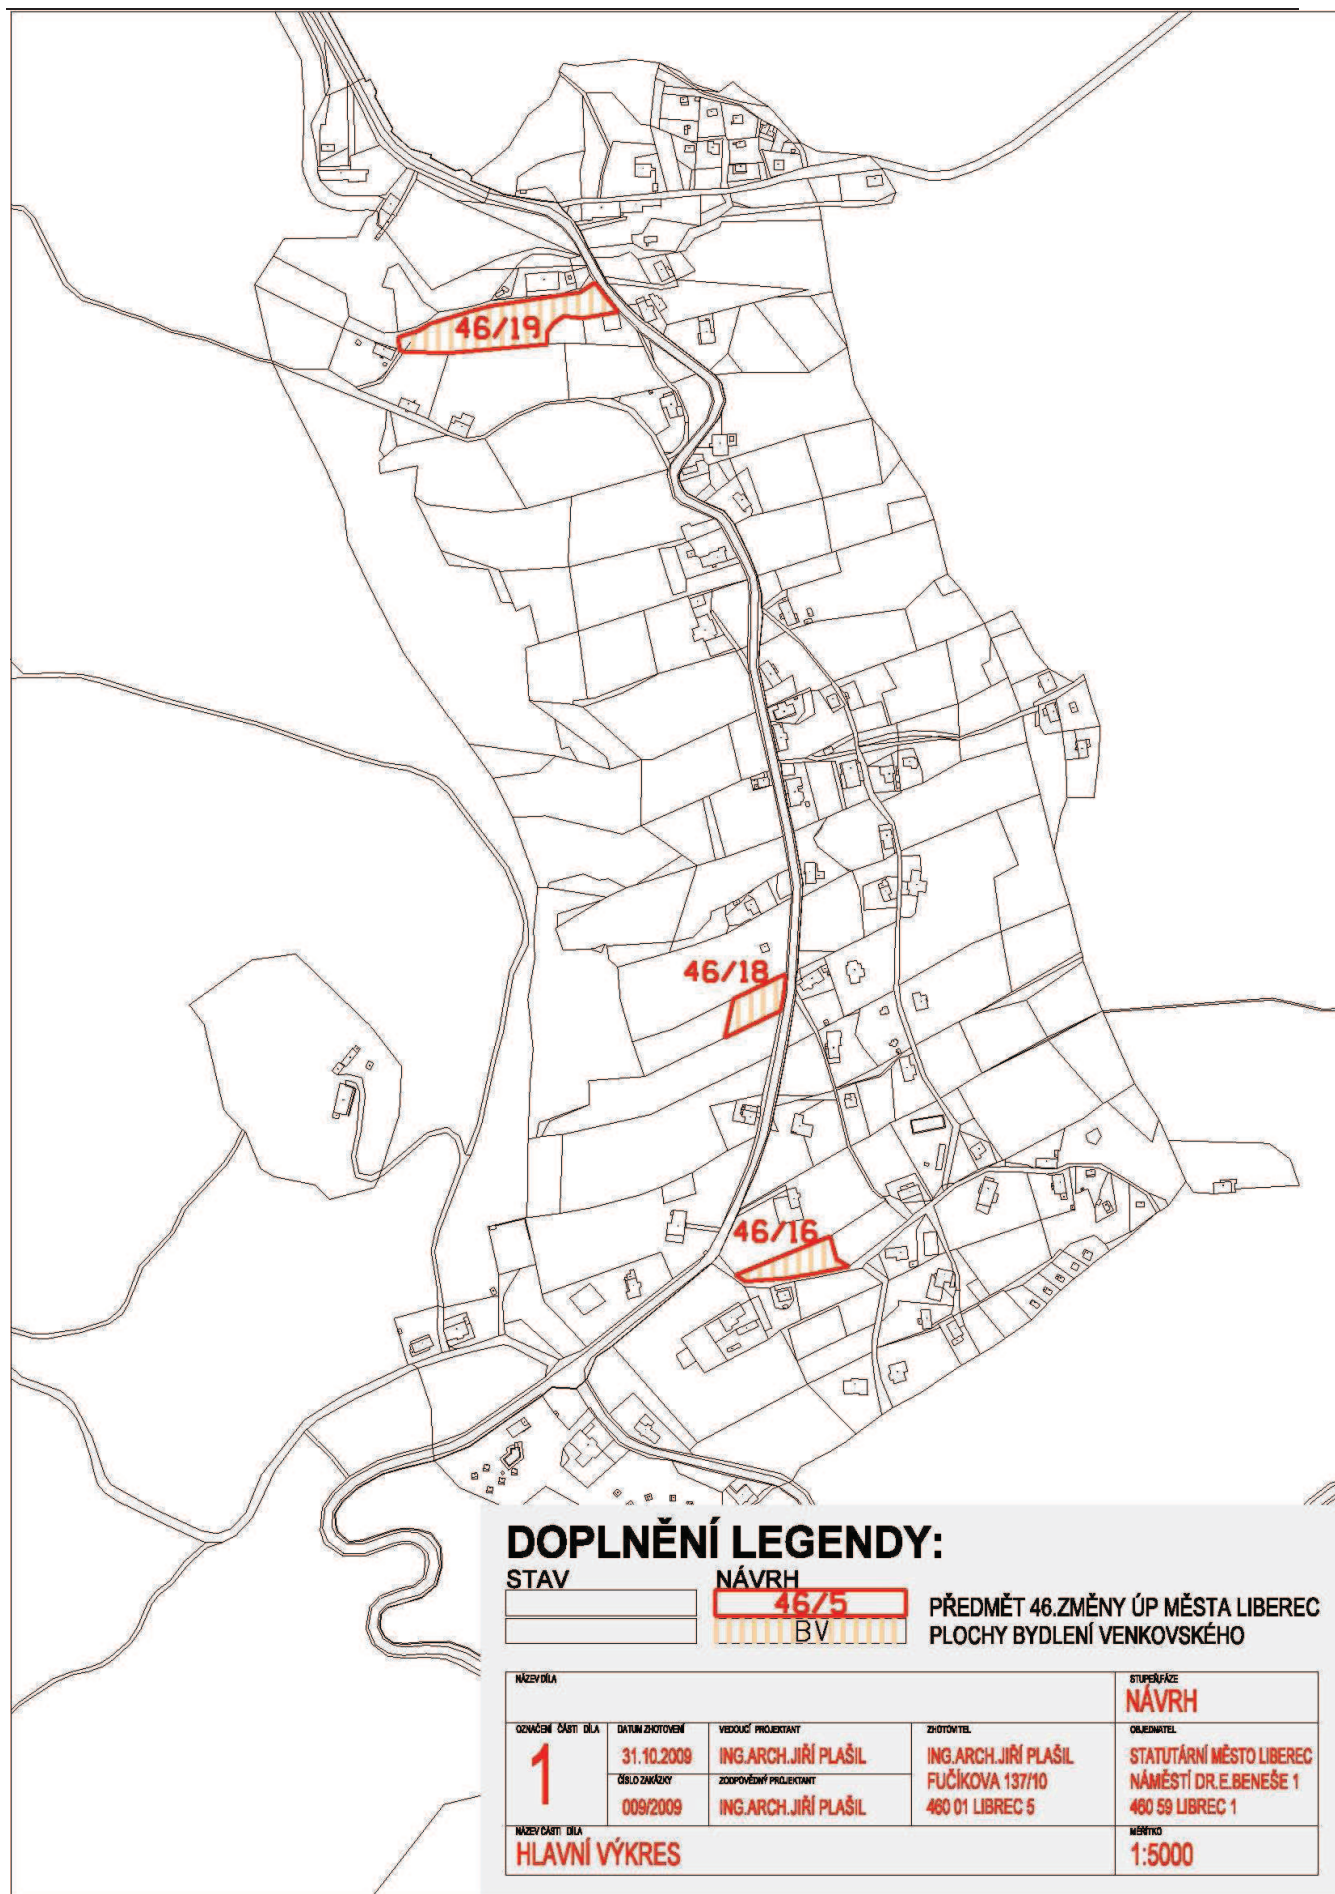 46/19
46/18
46/16
DOPLNĚNÍ LEGENDY:
STAV NÁVRH
46/5 PŘEDMĚT 46.ZMĚNY ÚP MĚSTA LIBEREC
BV PLOCHY BYDLENÍ VENKOVSKÉHO
NÁZEV DÍLA STUPEŇ/FÁZE
NÁVRH
OZNAČENÍ ČÁSTI DÍLA DATUM ZHOTOVENÍ VEDOUCÍ PROJEKTANT ZHOTOVITEL OBJEDNATEL
1 31.10.2009 ING.ARCH.JIŘÍ PLAŠIL ING.ARCH.JIŘÍ PLAŠIL STATUTÁRNÍ MĚSTO LIBEREC
ČÍSLO ZAKÁZKY ZODPOVĚDNÝ PROJEKTANT FUČÍKOVA 137/10 NÁMĚSTÍ DR.E.BENEŠE 1
009/2009 ING.ARCH.JIŘÍ PLAŠIL 460 01 LIBREC 5 460 59 LIBREC 1
NÁZEV ČÁSTI DÍLA MĚŘÍTKO
HLAVNÍ VÝKRES 1:5000